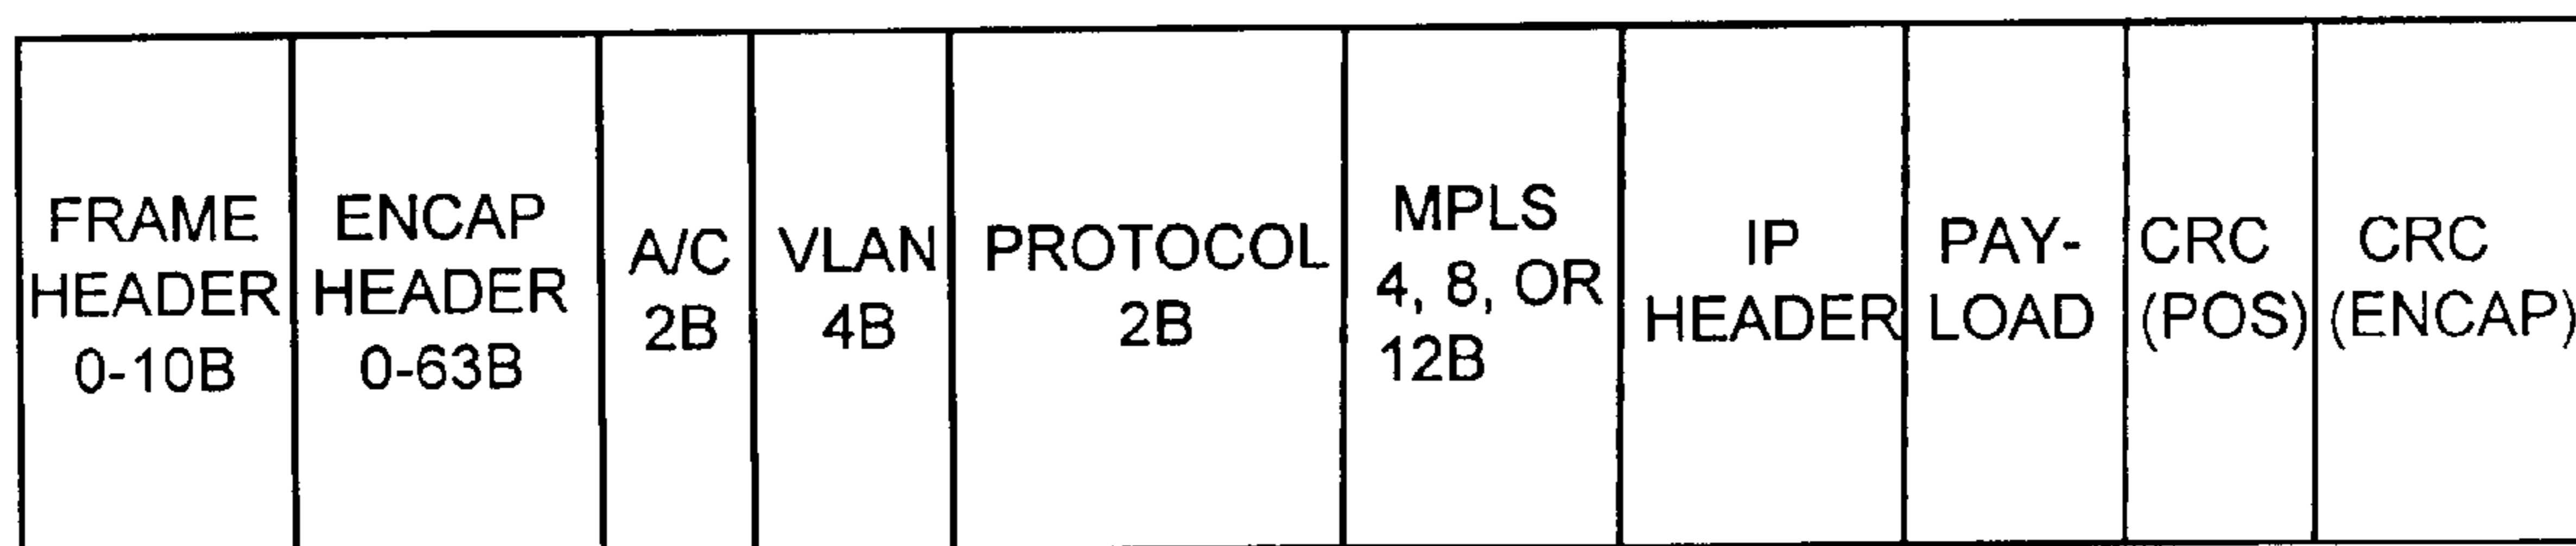 FRAME
HEADER
0-10B
ENCAP
HEADER
0-63B
A/C
2B
VLAN
4B
PROTOCOL
2B
MPLS
4, 8, OR
12B
IP
HEADER
PAY-
LOAD
CRC
(POS)
CRC
(ENCAP)